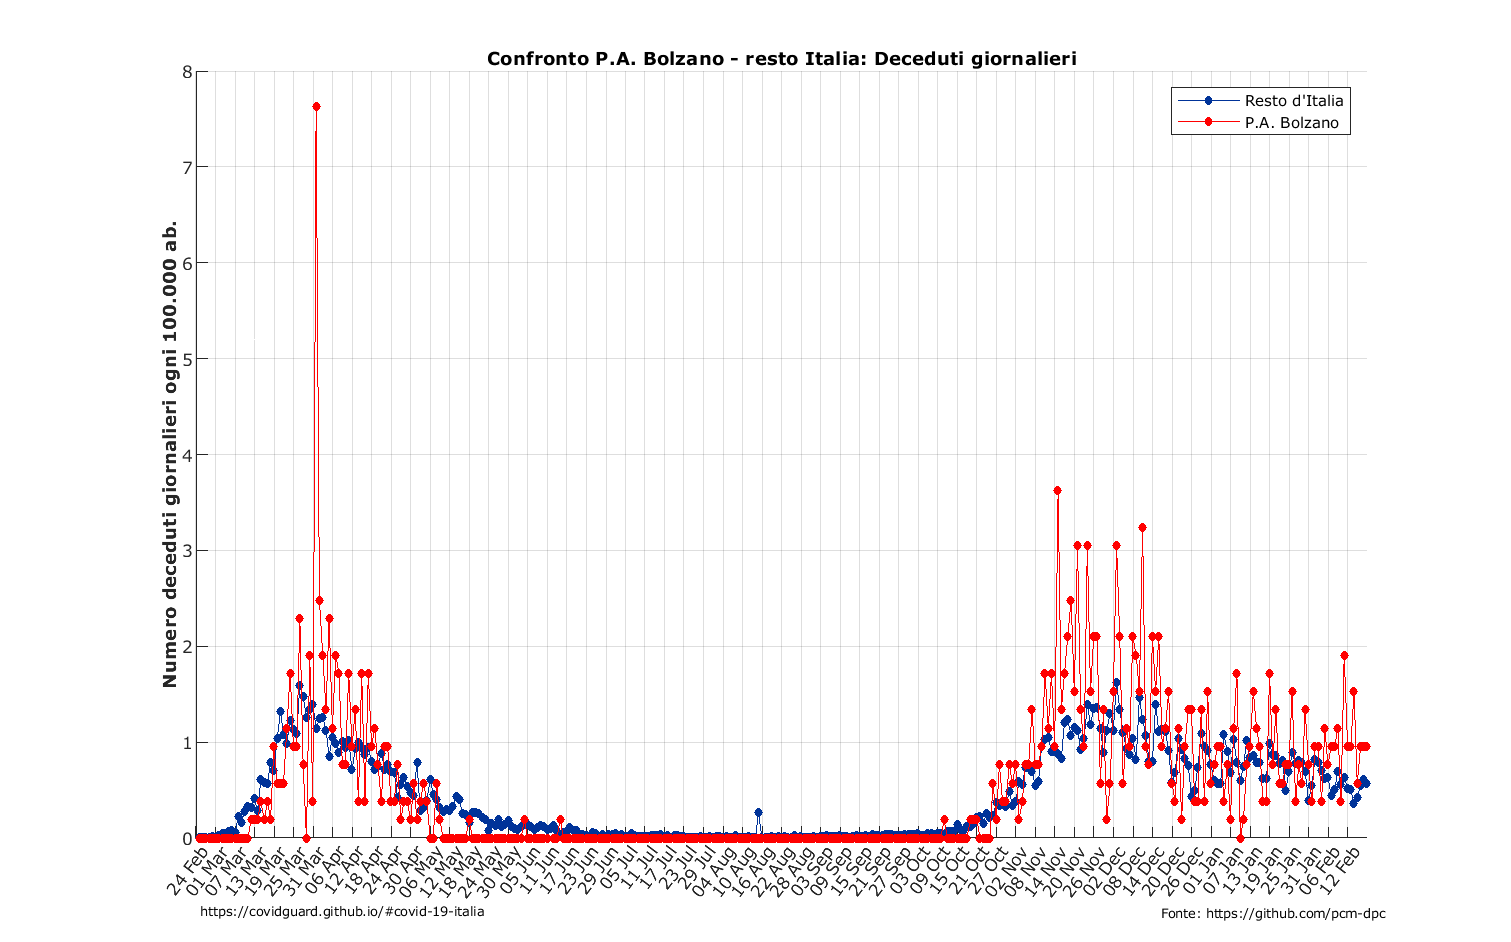 Confronto P.A. Bolzano - resto Italia: Deceduti giornalieri
Resto d'Italia
P.A. Bolzano
Numero deceduti giornalieri ogni 100.000 ab.
8
7
6
5
4
3
2
1
0
24 Feb
01 Mar
07 Mar
13 Mar
19 Mar
25 Mar
31 Mar
06 Apr
12 Apr
18 Apr
24 Apr
30 Apr
06 May
12 May
18 May
24 May
30 May
05 Jun
11 Jun
17 Jun
23 Jun
29 Jun
05 Jul
11 Jul
17 Jul
23 Jul
29 Jul
04 Aug
10 Aug
16 Aug
22 Aug
28 Aug
03 Sep
09 Sep
15 Sep
21 Sep
27 Sep
03 Oct
09 Oct
15 Oct
21 Oct
27 Oct
02 Nov
08 Nov
14 Nov
20 Nov
26 Nov
02 Dec
08 Dec
14 Dec
20 Dec
26 Dec
01 Jan
07 Jan
13 Jan
19 Jan
25 Jan
31 Jan
06 Feb
12 Feb
https://covidguard.github.io/#covid-19-italia
Fonte: https://github.com/pcm-dpc